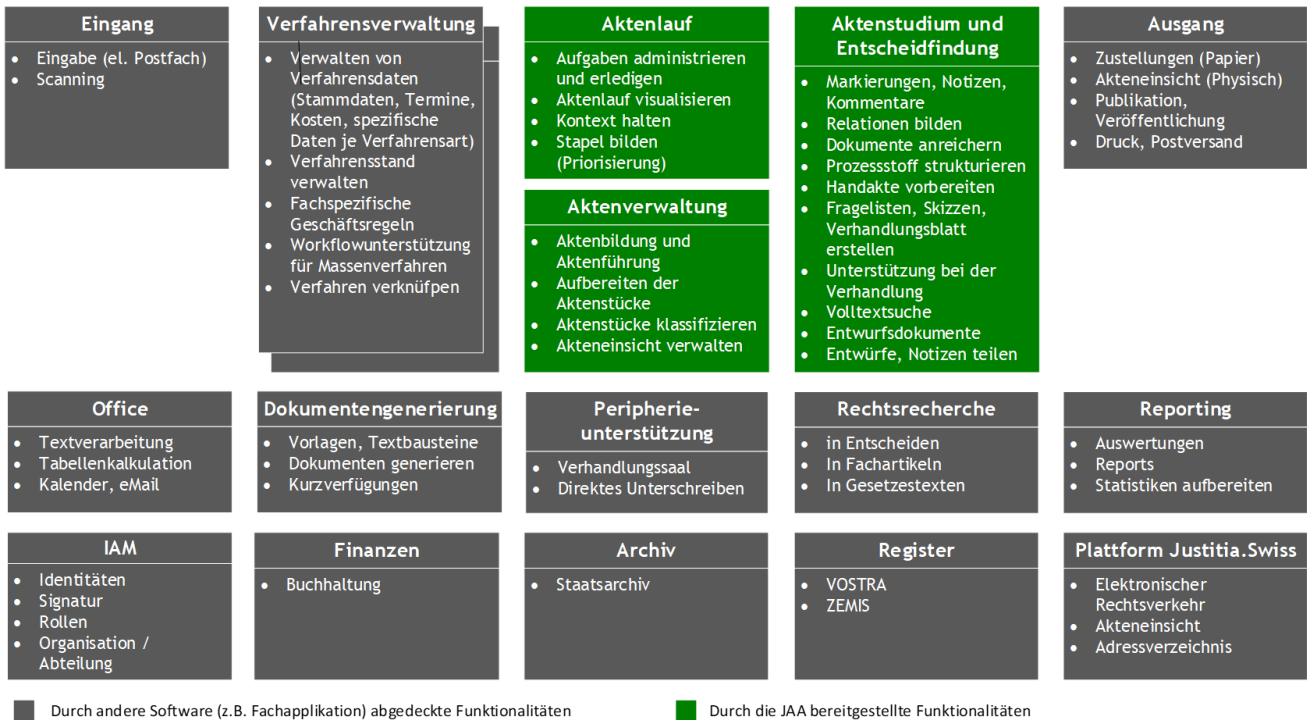 Eingang
• Eingabe (el. Postfach)
• Scanning
Verfahrensverwaltung
• Verwalten von
Verfahrensdaten
(Stammdaten, Termine,
Kosten, spezifische
Daten je Verfahrensart)
• Verfahrensstand
verwalten
• Fachspezifische
Geschäftsregeln
• Workflowunterstützung
für Massenverfahren
• Verfahren verknüfpen
Aktenlauf
• Aufgaben administrieren
und erledigen
• Aktenlauf visualisieren
• Kontext halten
• Stapel bilden
(Priorisierung)
Aktenverwaltung
• Aktenbildung und
Aktenführung
• Aufbereiten der
Aktenstücke
• Aktenstücke klassifizieren
• Akteneinsicht verwalten
Aktenstudium und
Entscheidfindung
• Markierungen, Notizen,
Kommentare
• Relationen bilden
• Dokumente anreichern
• Prozessstoff strukturieren
• Handakte vorbereiten
• Fragelisten, Skizzen,
Verhandlungsblatt
erstellen
• Unterstützung bei der
Verhandlung
• Volltextsuche
• Entwurfsdokumente
• Entwürfe, Notizen teilen
Ausgang
• Zustellungen (Papier)
• Akteneinsicht (Physisch)
• Publikation,
Veröffentlichung
• Druck, Postversand
Office
• Textverarbeitung
• Tabellenkalkulation
• Kalender, eMail
Dokumentengenerierung
• Vorlagen, Textbausteine
• Dokumenten generieren
• Kurzverfügungen
Peripherie-
unterstützung
• Verhandlungssaal
• Direktes Unterschreiben
Rechtsrecherche
• in Entscheiden
• In Fachartikeln
• In Gesetzestexten
Reporting
• Auswertungen
• Reports
• Statistiken aufbereiten
IAM
• Identitäten
• Signatur
• Rollen
• Organisation /
Abteilung
Finanzen
• Buchhaltung
Archiv
• Staatsarchiv
Register
• VOSTRA
• ZEMIS
Plattform Justitia.Swiss
• Elektronischer
Rechtsverkehr
• Akteneinsicht
• Adressverzeichnis
Durch andere Software (z.B. Fachapplikation) abgedeckte Funktionalitäten
Durch die JAA bereitgestellte Funktionalitäten